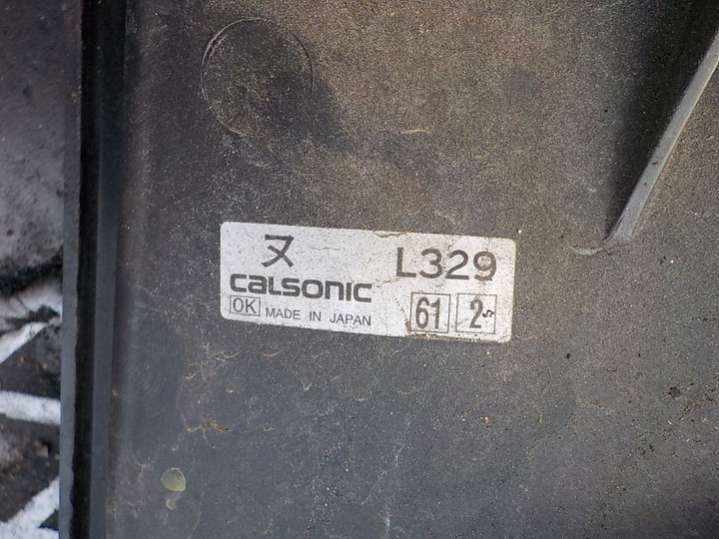 ヌ L329
calsonic
OK MADE IN JAPAN 61 2